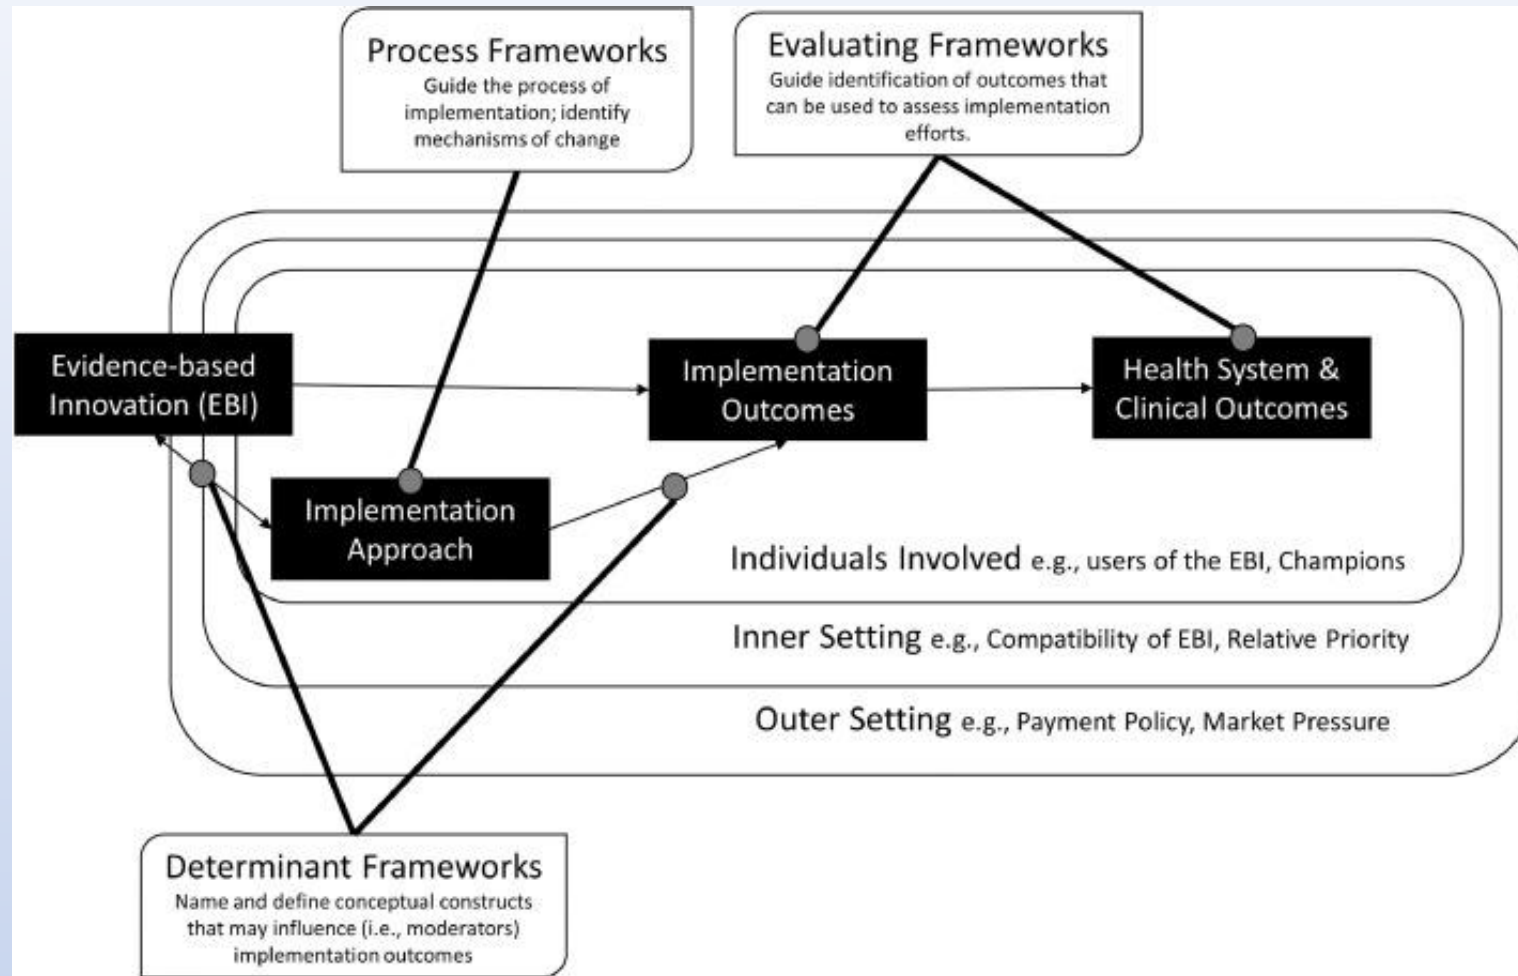 Process Frameworks
Guide the process of
implementation; identify
mechanisms of change
Evaluating Frameworks
Guide identification of outcomes that
can be used to assess implementation
efforts.
Evidence-based
Innovation (EBI)
Implementation
Outcomes
Health System &
Clinical Outcomes
Implementation
Approach
Individuals Involved e.g., users of the EBI, Champions
Inner Setting e.g., Compatibility of EBI, Relative Priority
Outer Setting e.g., Payment Policy, Market Pressure
Determinant Frameworks
Name and define conceptual constructs
that may influence (i.e., moderators)
implementation outcomes